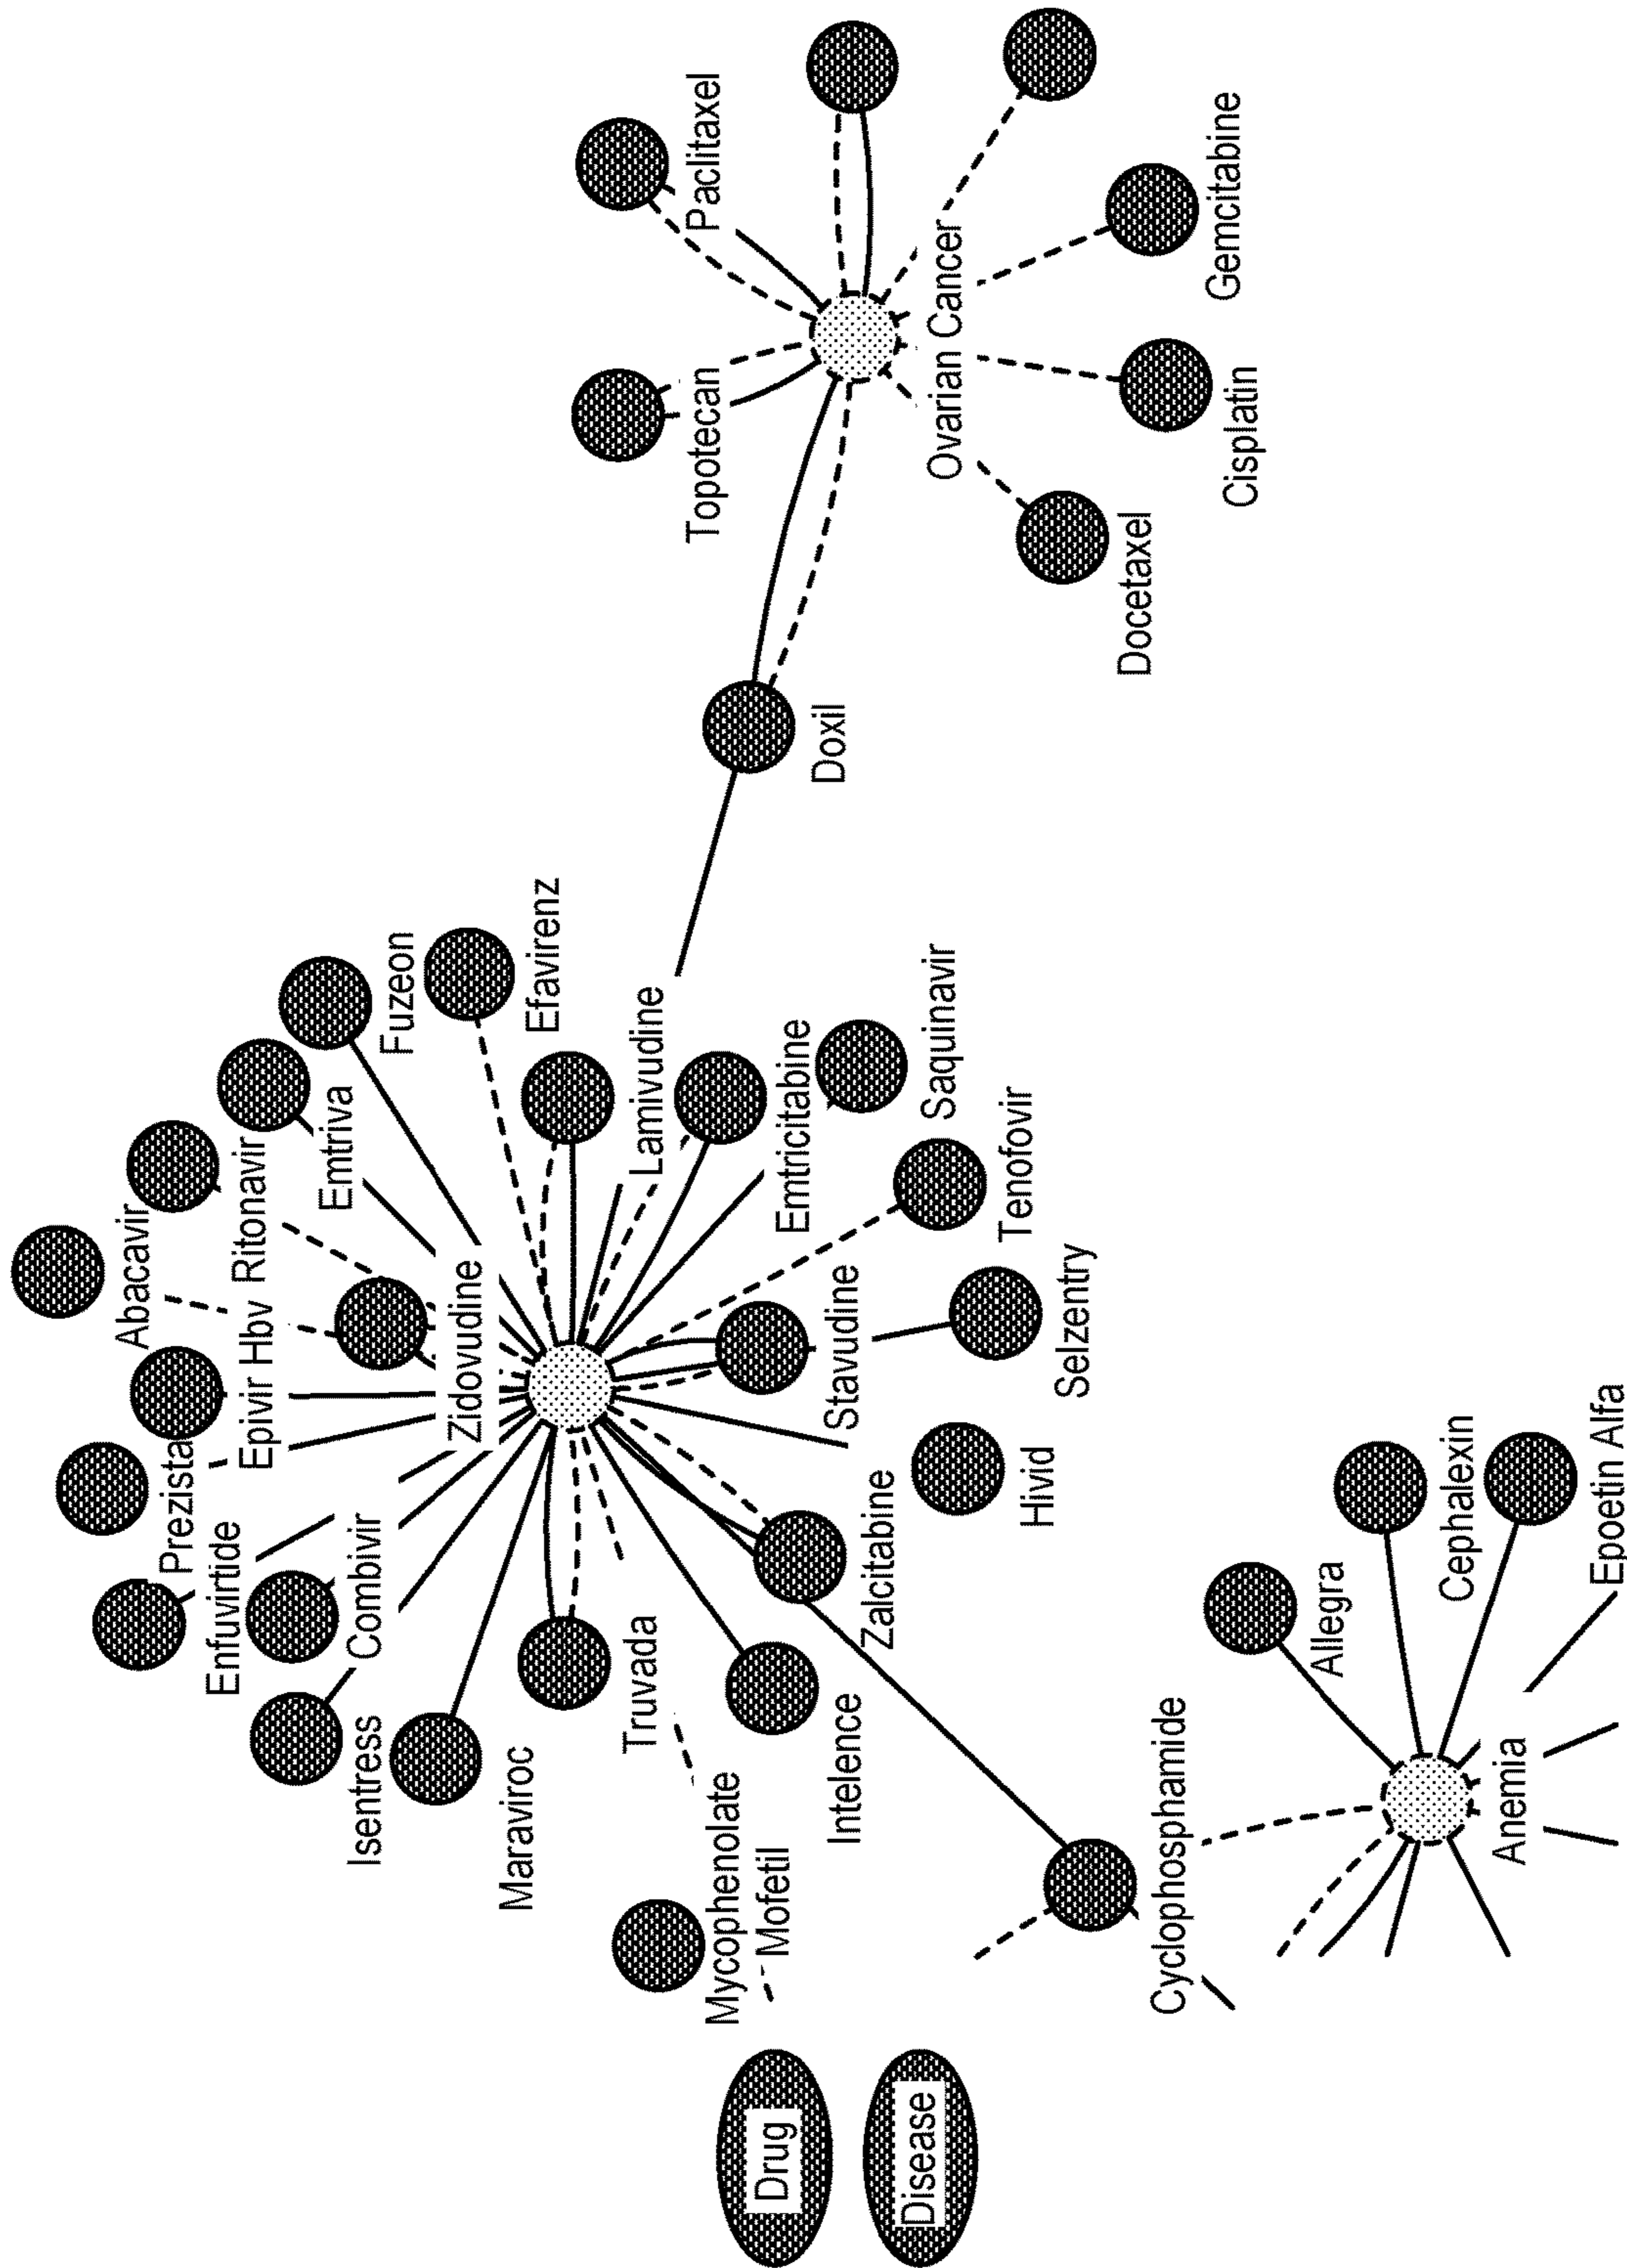 Drug
Disease
Abacavir
Prezista
Epivir Hbv
Ritonavir
Enfuvirtide
Emtriva
Fuzeon
Combivir
Isentress
Zidovudine
Efavirenz
Maraviroc
Truvada
Lamivudine
Mycophenolate
Mofetil
Emtricitabine
Intelence
Stavudine
Zalcitabine
Saquinavir
Tenofovir
Hivid
Selzentry
Doxil
Topotecan
Paclitaxel
Ovarian Cancer
Docetaxel
Cisplatin
Gemcitabine
Cyclophosphamide
Allegra
Cephalexin
Anemia
Epoetin Alfa